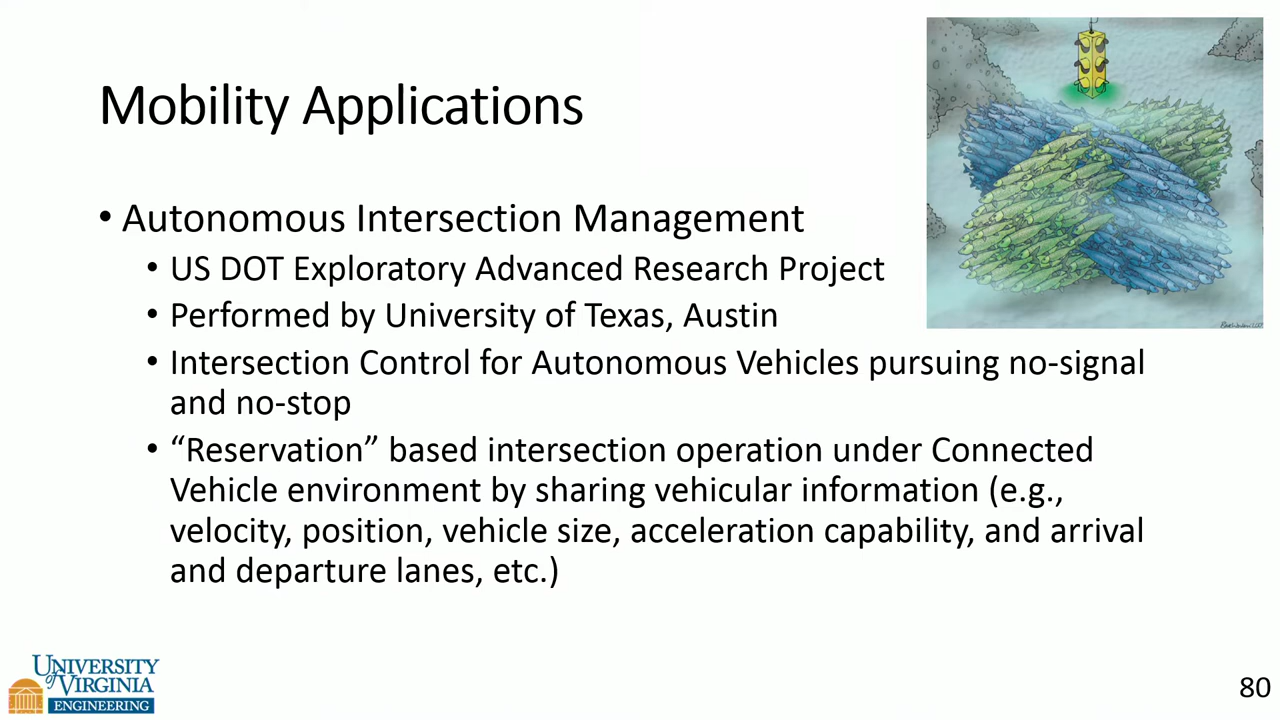 Mobility Applications
• Autonomous Intersection Management
• US DOT Exploratory Advanced Research Project
• Performed by University of Texas, Austin
• Intersection Control for Autonomous Vehicles pursuing no-signal
and no-stop
• “Reservation” based intersection operation under Connected
Vehicle environment by sharing vehicular information (e.g.,
velocity, position, vehicle size, acceleration capability, and arrival
and departure lanes, etc.)
UNIVERSITY
of VIRGINIA
ENGINEERING
80